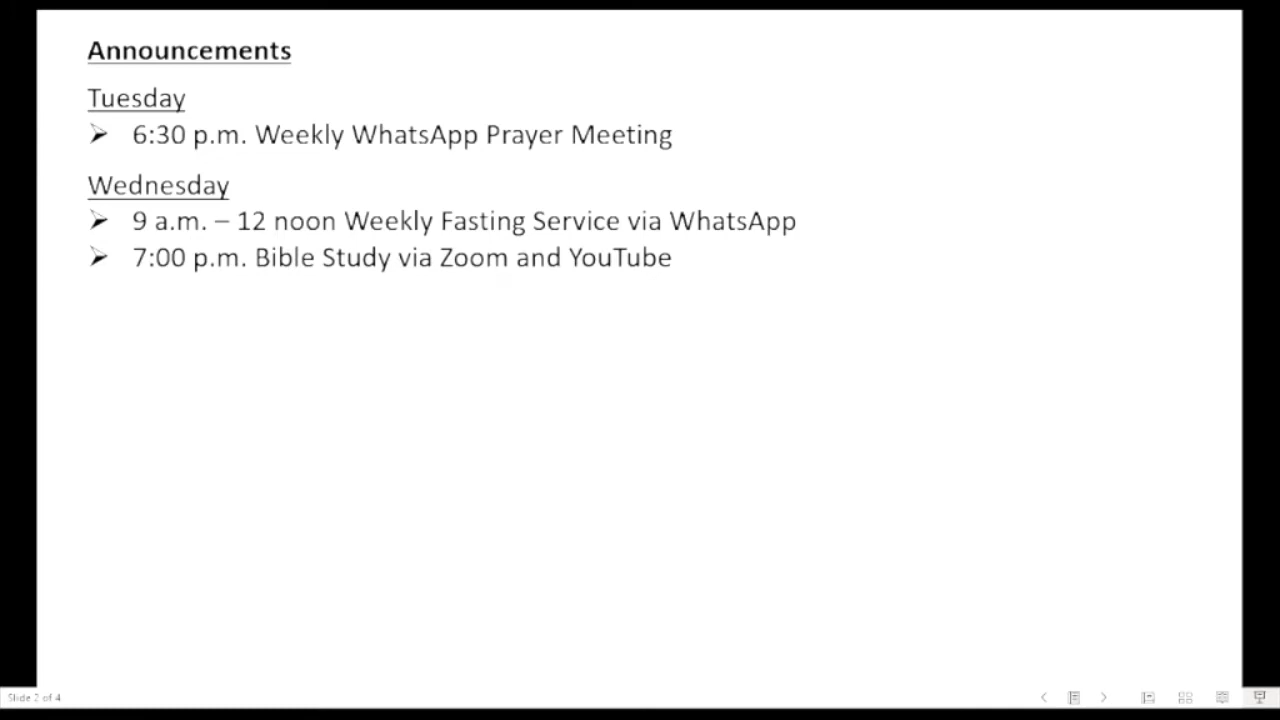 Announcements
Tuesday
➢ 6:30 p.m. Weekly WhatsApp Prayer Meeting
Wednesday
➢ 9 a.m. – 12 noon Weekly Fasting Service via WhatsApp
➢ 7:00 p.m. Bible Study via Zoom and YouTube
Slide 2 of 4